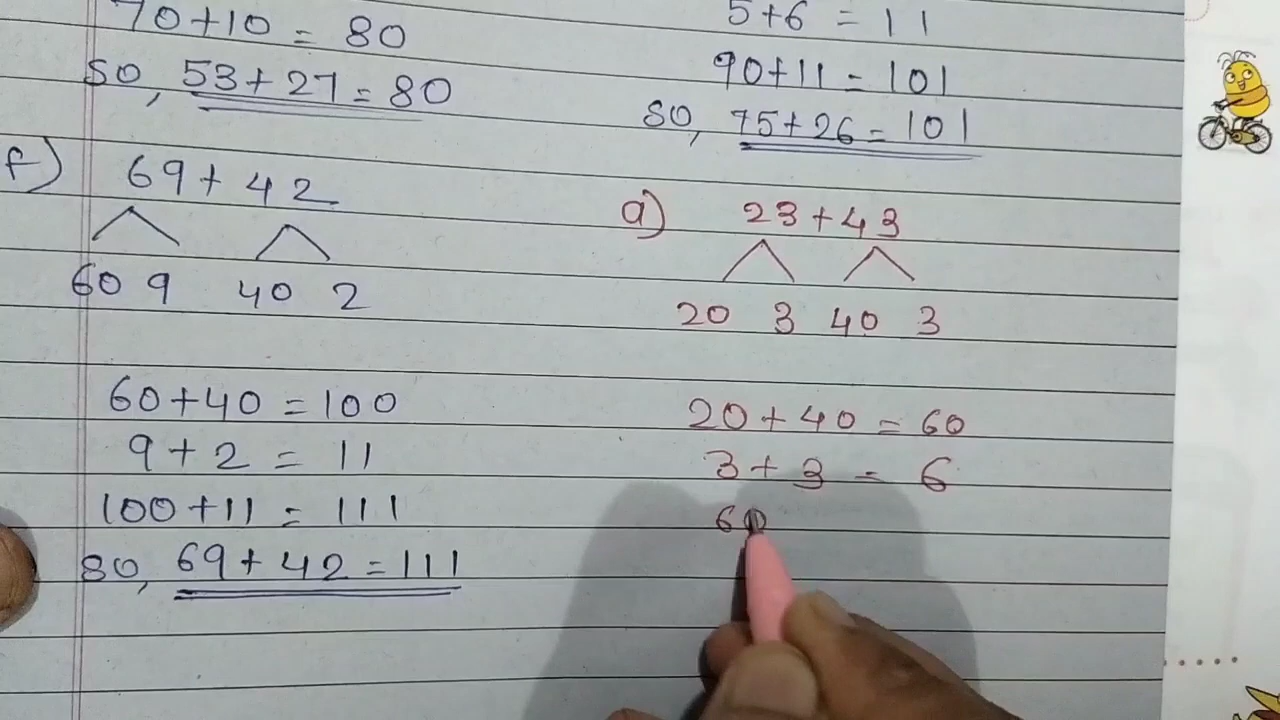 70+10 = 80
So, 53+27=80
f) 69+42
60 9 40 2
60+40=100
9+2 = 11
100+11 = 111
So, 69+42=111
5+6 = 11
90+11=101
So, 75+26=101
a) 23+43
20 3 40 3
20+40=60
3+3 = 6
60